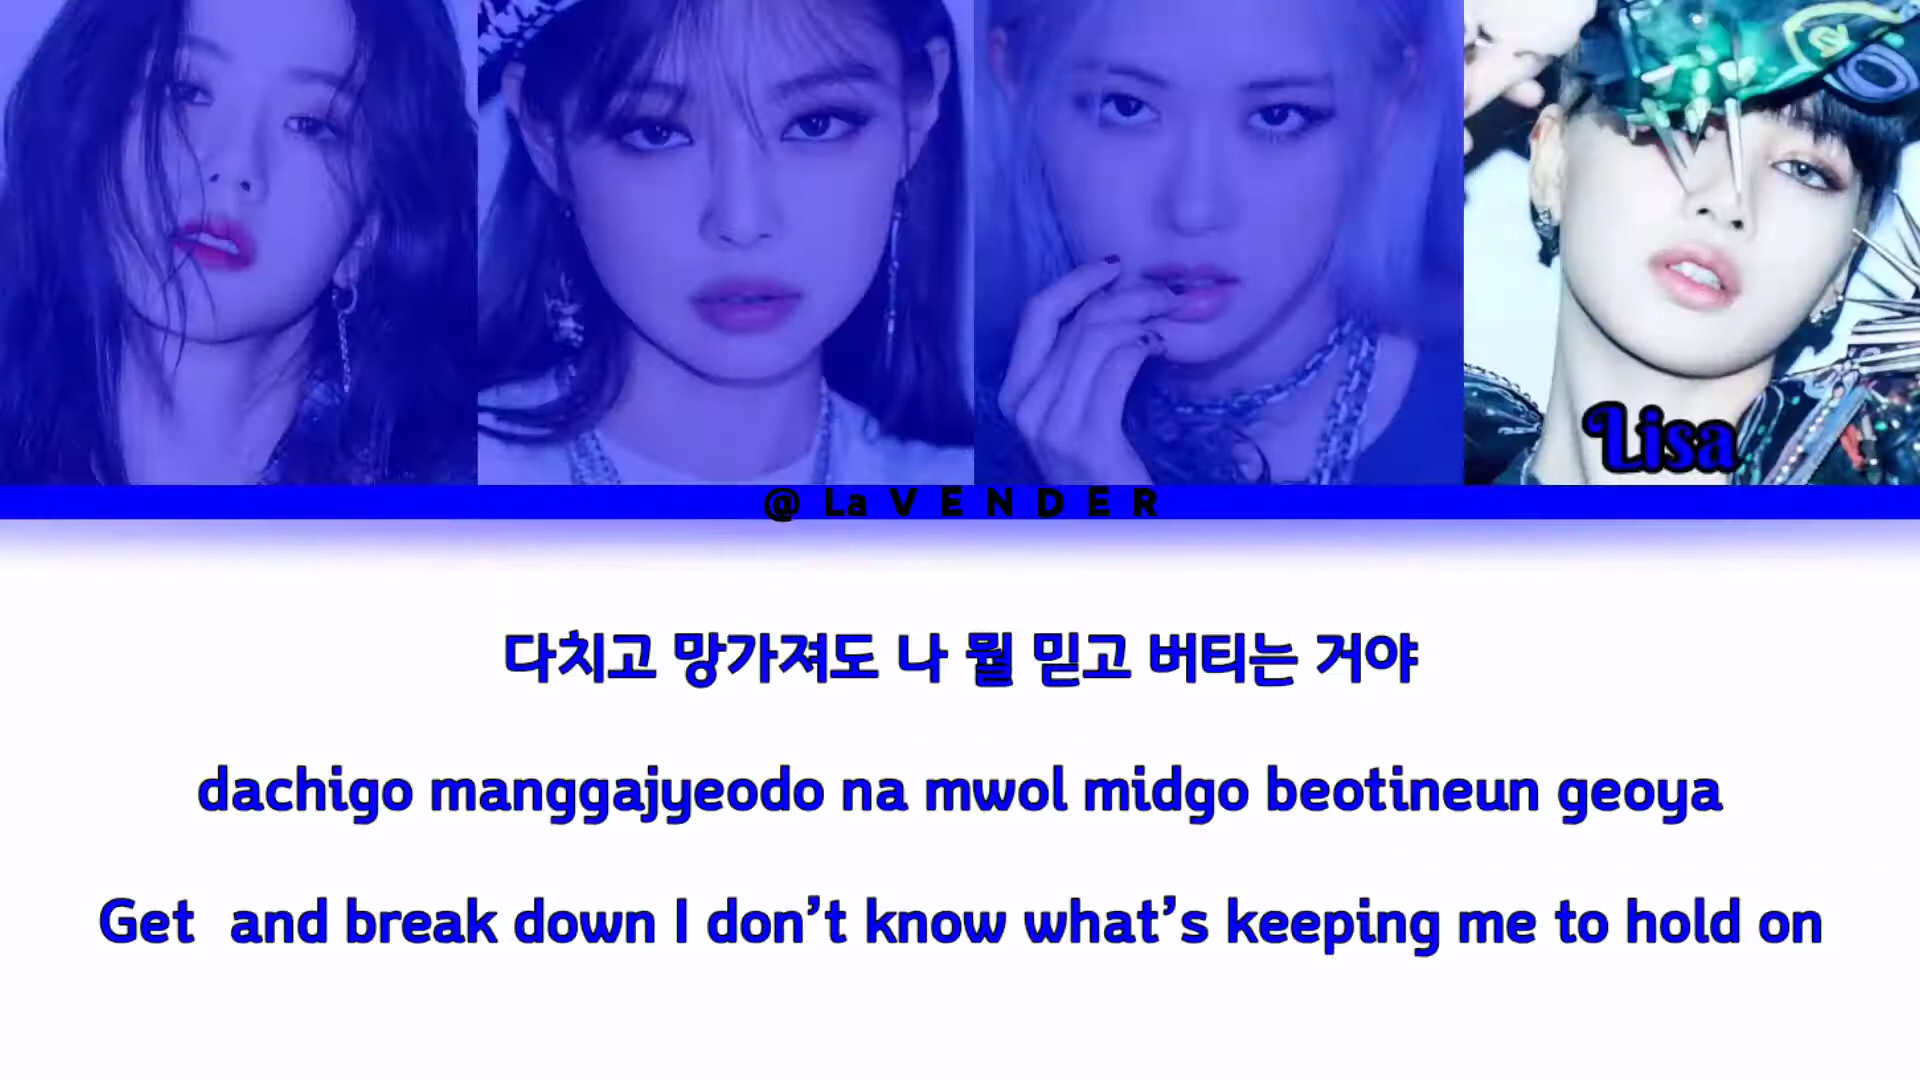 Lisa
@ La V E N D E R
다치고 망가져도 나 뭘 믿고 버티는 거야
dachigo manggajyeodo na mwol midgo beotineun geoya
Get and break down I don’t know what’s keeping me to hold on